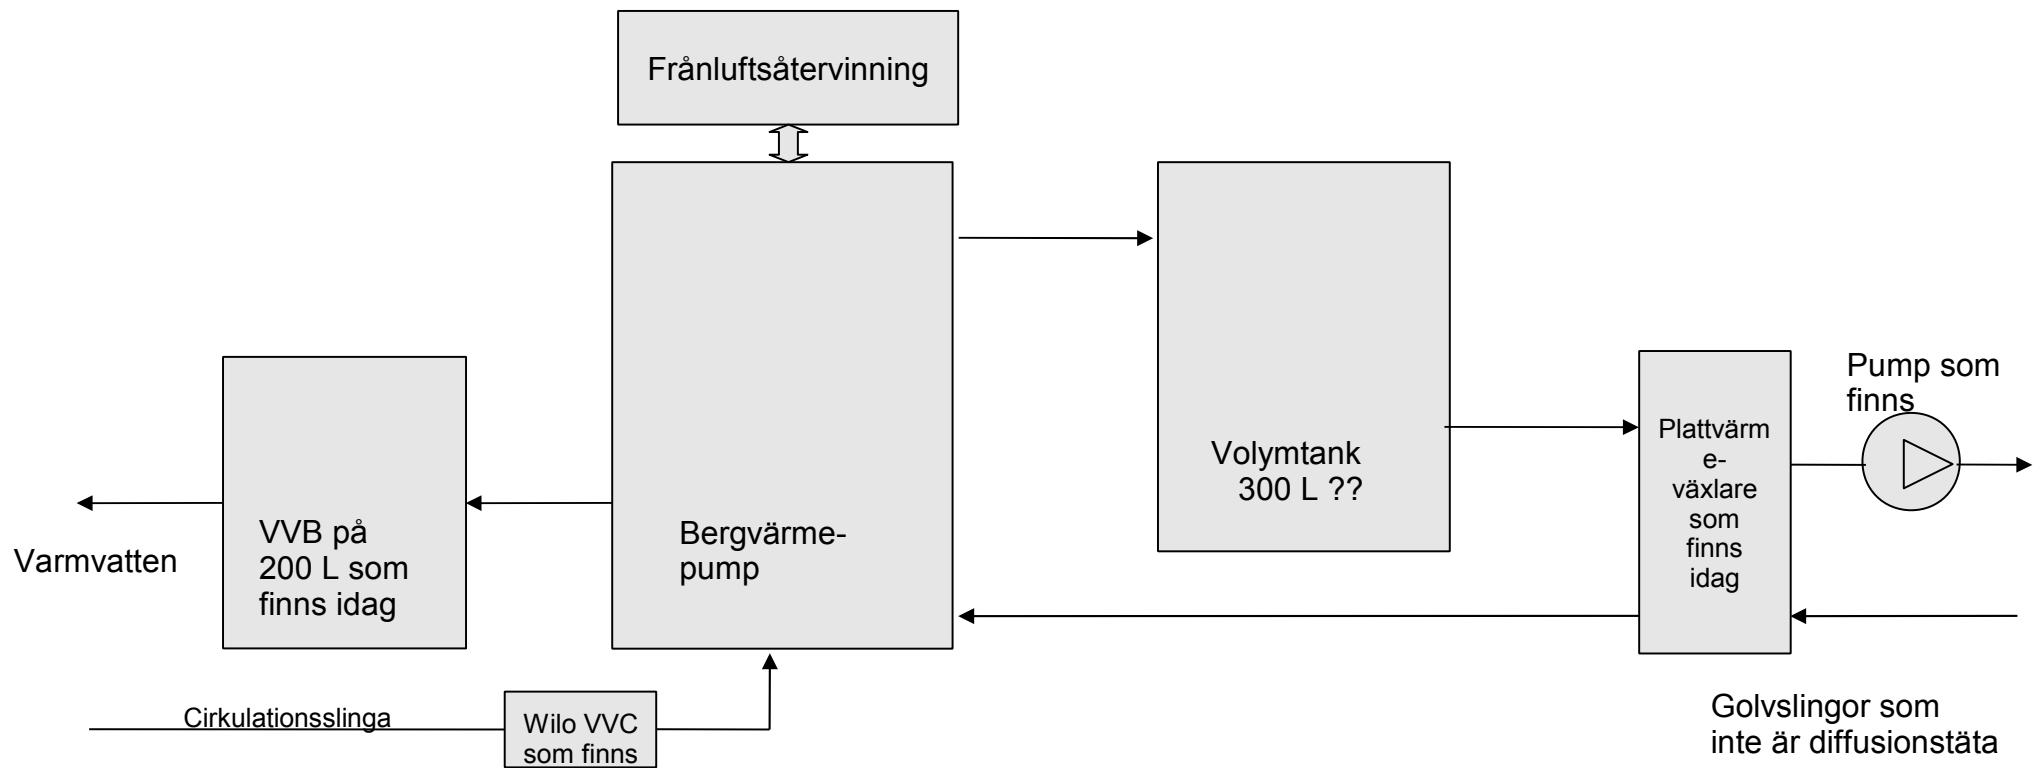 Frånluftsåtervinning
Pump som
finns
Plattvärm
e-
växlare
som
finns
idag
Volymtank
300 L ??
VVB på
200 L som
finns idag
Bergvärme-
pump
Varmvatten
Cirkulationsslinga
Wilo VVC
som finns
Golvslingor som
inte är diffusionstäta